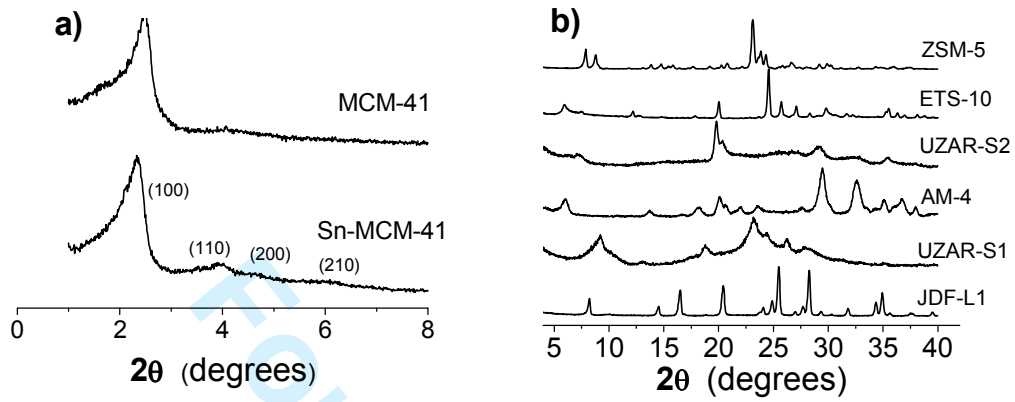 a)
MCM-41
Sn-MCM-41
(100)
(110)
(200)
(210)
0 2 4 6 8
2θ (degrees)
b)
ZSM-5
ETS-10
UZAR-S2
AM-4
UZAR-S1
JDF-L1
5 10 15 20 25 30 35 40
2θ (degrees)
Fo